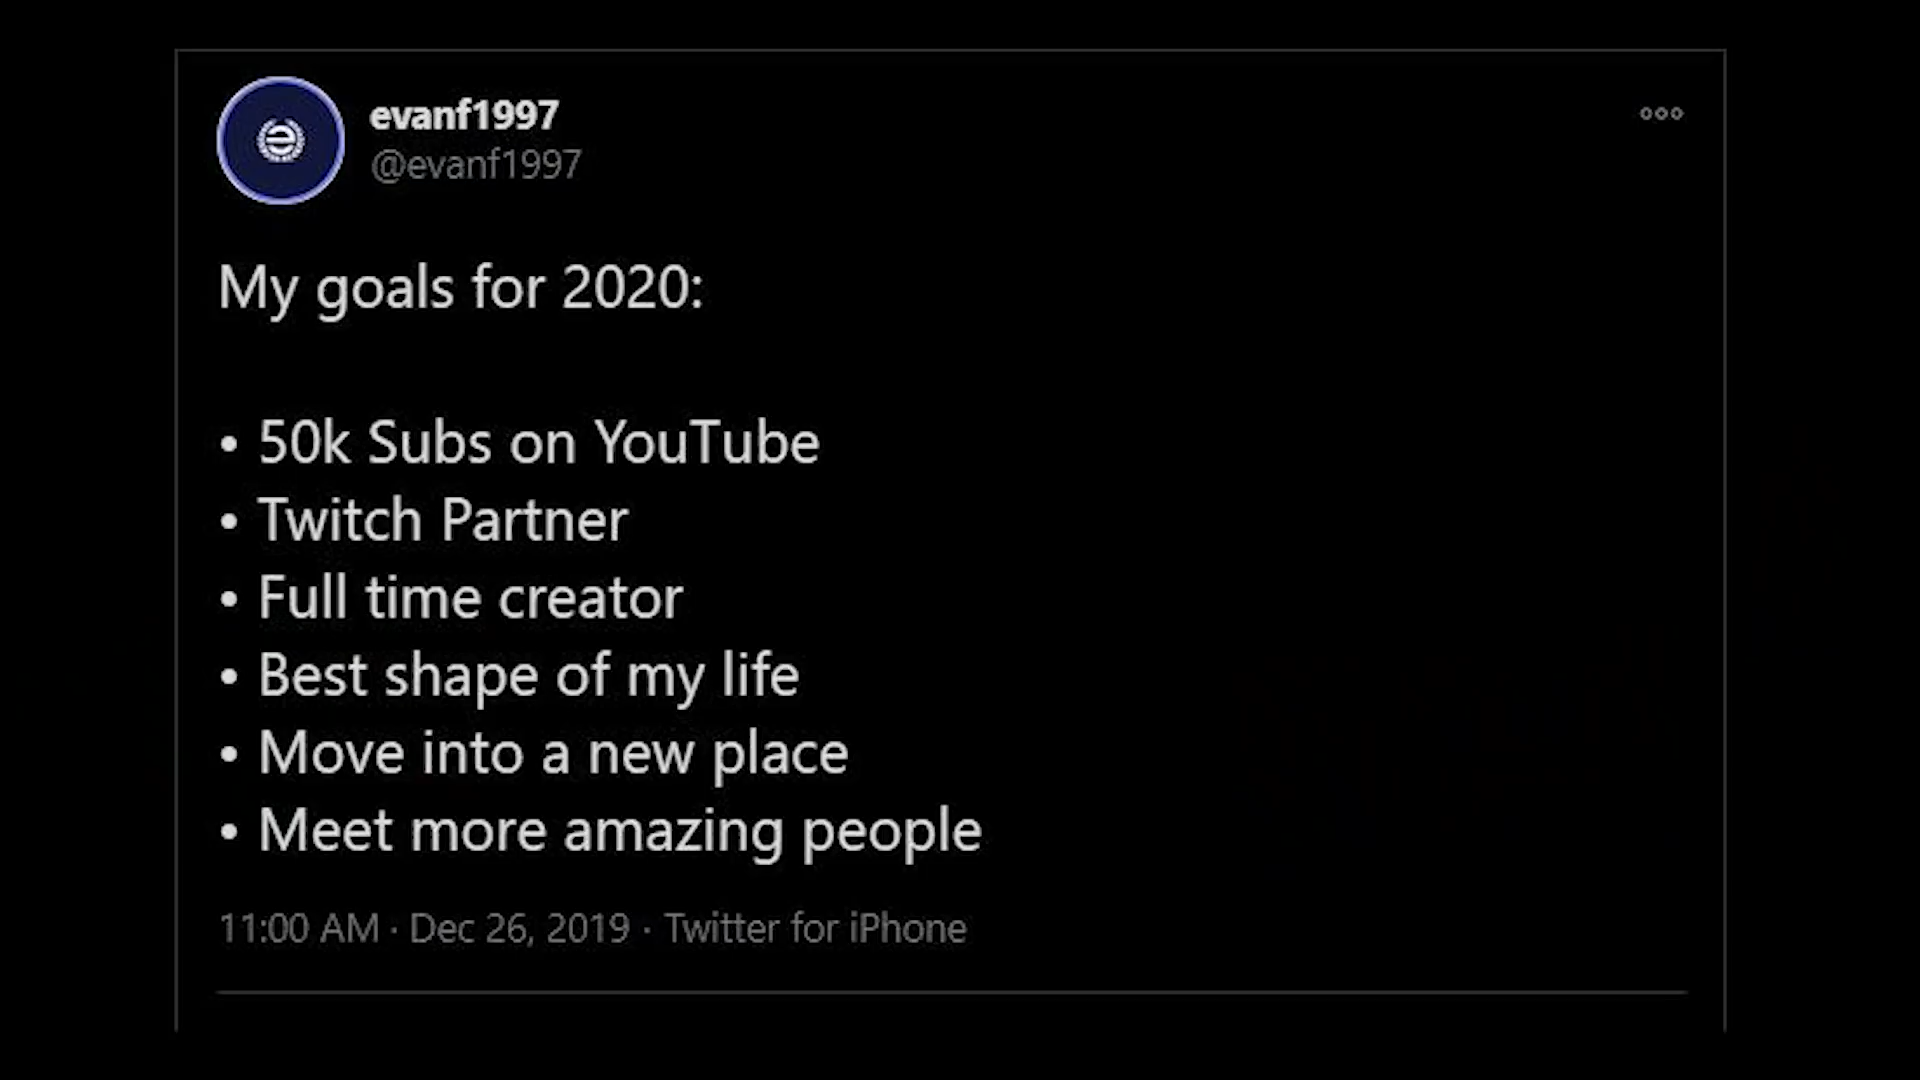 evanf1997
@evanf1997
My goals for 2020:
• 50k Subs on YouTube
• Twitch Partner
• Full time creator
• Best shape of my life
• Move into a new place
• Meet more amazing people
11:00 AM · Dec 26, 2019 · Twitter for iPhone